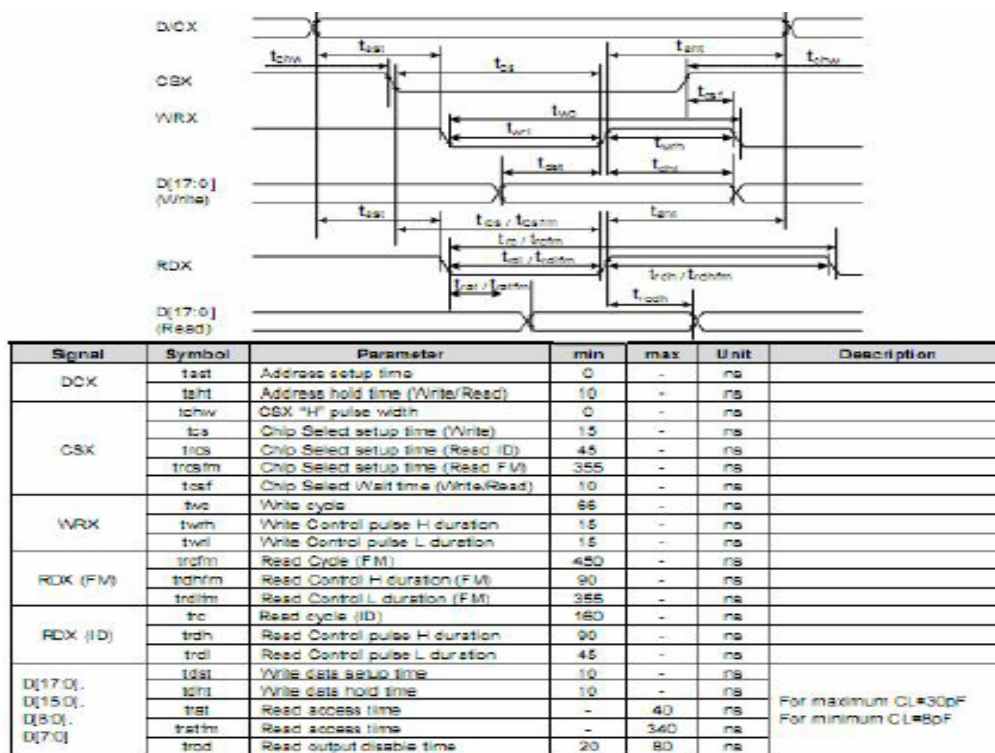 D/CX
tast
taht
tchw
tchw
CSX
tcs
tcsf
WRX
twc
twrl
twrh
tdst
tdht
D[17:0]
(Write)
tast
taht
trcs / trcsfm
trc / trcfm
RDX
trdl / trdlfm
trdh / trdhfm
trat / tratfm
trodh
D[17:0]
(Read)
Signal Symbol Parameter min max Unit Description
DCX
tast Address setup time 0 - ns
taht Address hold time (Write/Read) 10 - ns
CSX
tchw CSX "H" pulse width 0 - ns
tcs Chip Select setup time (Write) 15 - ns
trcs Chip Select setup time (Read ID) 45 - ns
trcsfm Chip Select setup time (Read FM) 355 - ns
tcsf Chip Select Wait time (Write/Read) 10 - ns
WRX
twc Write cycle 66 - ns
twrh Write Control pulse H duration 15 - ns
twrl Write Control pulse L duration 15 - ns
RDX (FM)
trcfm Read Cycle (FM) 450 - ns
trdhfm Read Control H duration (FM) 90 - ns
trdlfm Read Control L duration (FM) 355 - ns
RDX (ID)
trc Read cycle (ID) 160 - ns
trdh Read Control pulse H duration 90 - ns
trdl Read Control pulse L duration 45 - ns
D[17:0],
D[15:0],
D[8:0],
D[7:0]
tdst Write data setup time 10 - ns
tdht Write data hold time 10 - ns
trat Read access time - 40 ns
tratfm Read access time - 340 ns
trod Read output disable time 20 80 ns
For maximum CL=30pF
For minimum CL=8pF